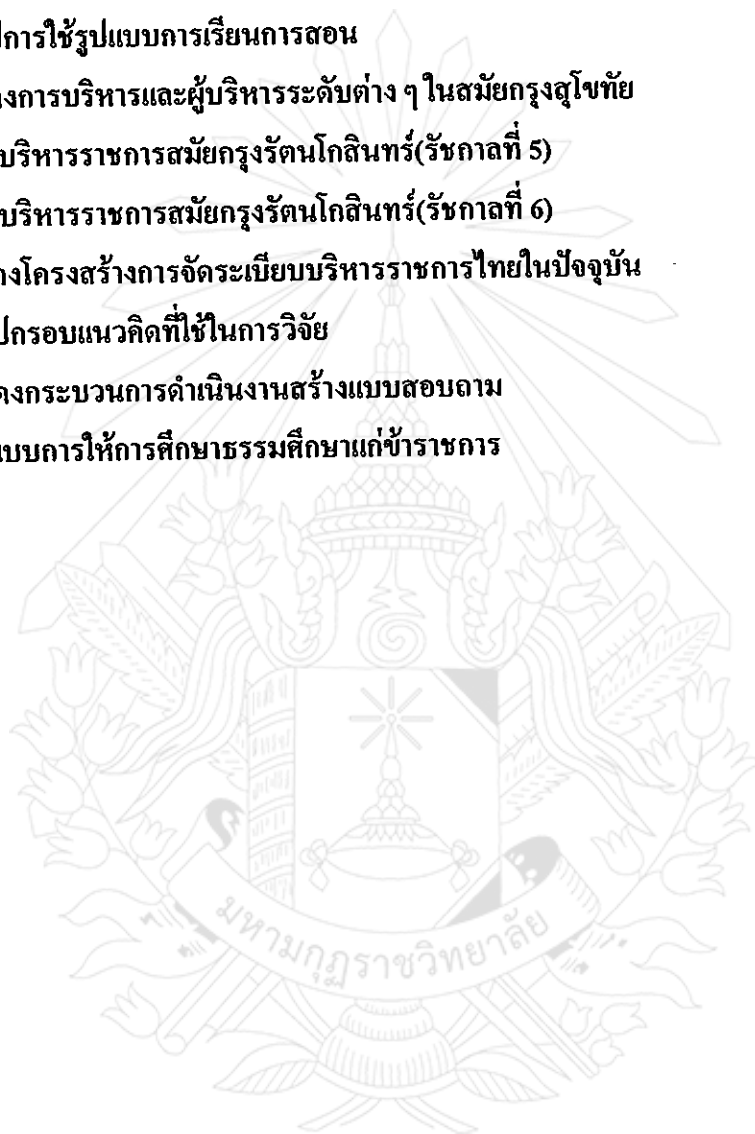 การใช้รูปแบบการเรียนการสอน
งการบริหารและผู้บริหารระดับต่าง ๆ ในสมัยกรุงสุโขทัย
บริหารราชการสมัยกรุงรัตนโกสินทร์(รัชกาลที่ 5)
บริหารราชการสมัยกรุงรัตนโกสินทร์(รัชกาลที่ 6)
างโครงสร้างการจัดระเบียบบริหารราชการไทยในปัจจุบัน
ปกรอบแนวคิดที่ใช้ในการวิจัย
ดงกระบวนการดำเนินงานสร้างแบบสอบถาม
แบบการให้การศึกษาธรรมศึกษาแก่ข้าราชการ
มหามกุฏราชวิทยาลัย